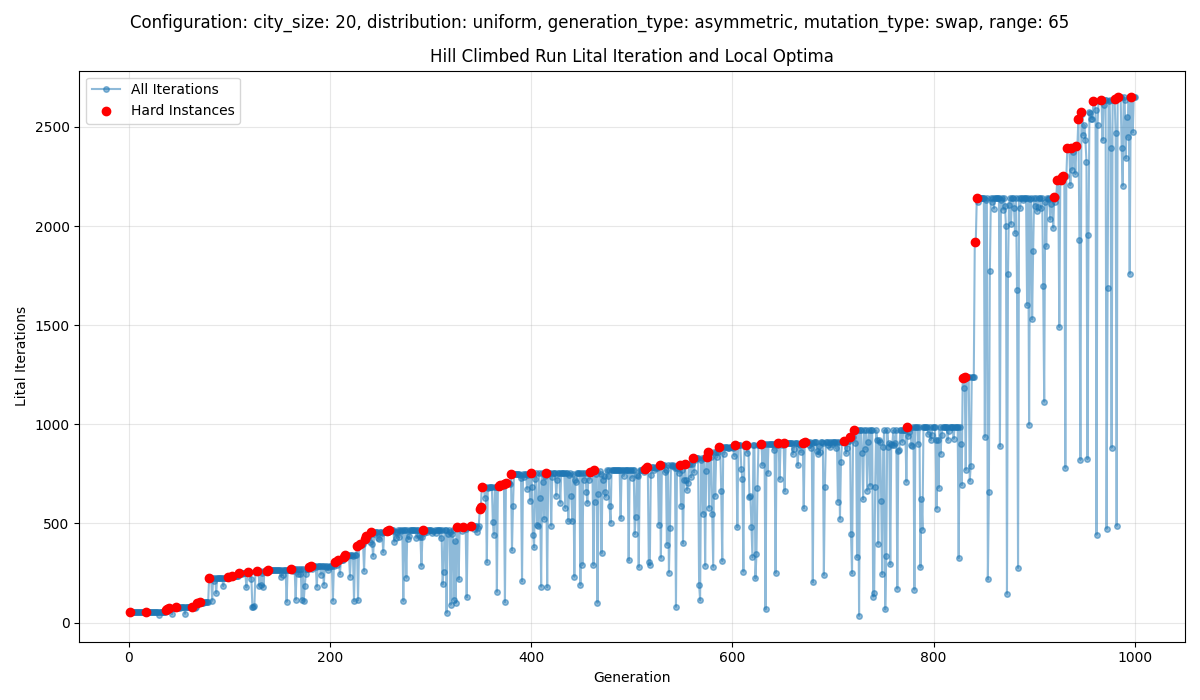 Configuration: city_size: 20, distribution: uniform, generation_type: asymmetric, mutation_type: swap, range: 65
Hill Climbed Run Lital Iteration and Local Optima
All Iterations
Hard Instances
Lital Iterations
2500
2000
1500
1000
500
0
0
200
400
600
800
1000
Generation